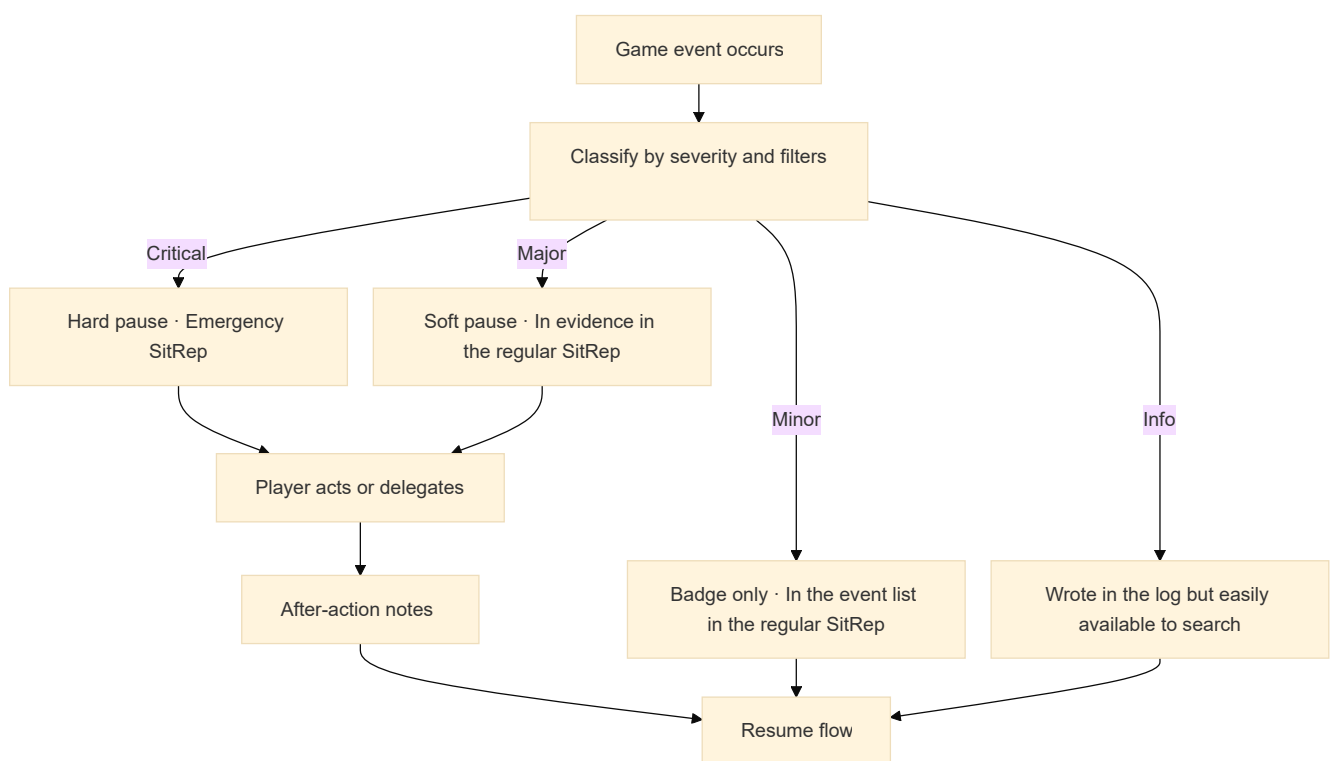 Game event occurs
Classify by severity and filters
Critical
Major
Hard pause · Emergency
SitRep
Soft pause · In evidence in
the regular SitRep
Minor
Info
Player acts or delegates
After-action notes
Badge only · In the event list
in the regular SitRep
Wrote in the log but easily
available to search
Resume flow